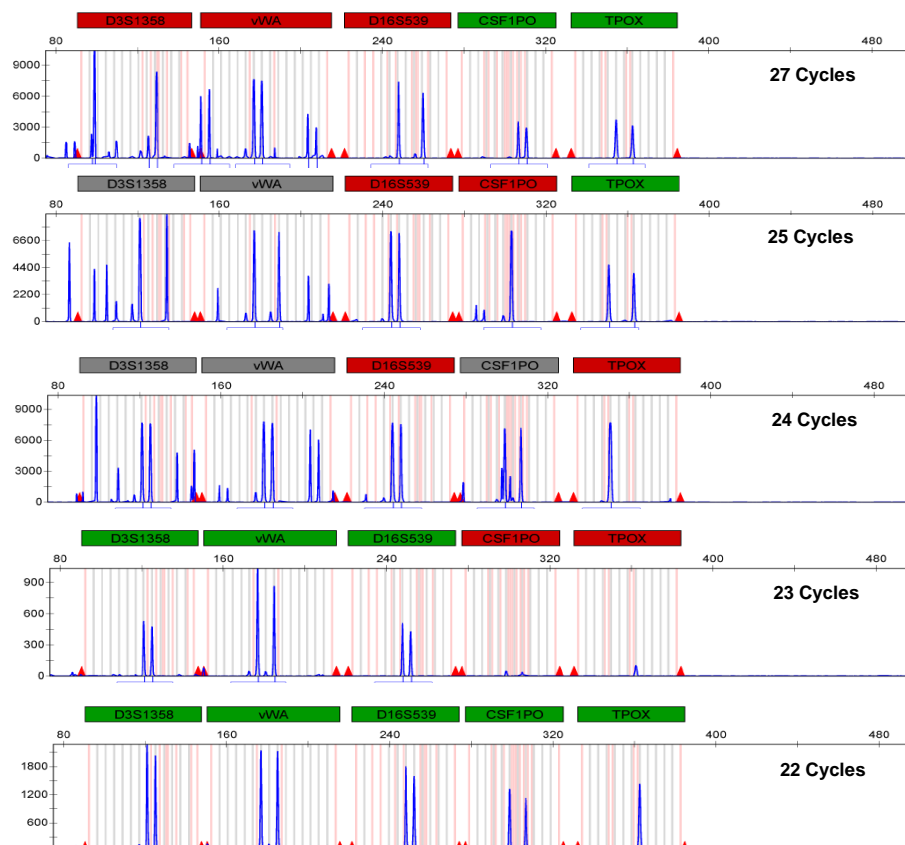 D3S1358 vWA D16S539 CSF1PO TPOX
80 160 240 320 400 480
9000
6000
3000
0
27 Cycles
D3S1358 vWA D16S539 CSF1PO TPOX
80 160 240 320 400 480
6600
4400
2200
0
25 Cycles
D3S1358 vWA D16S539 CSF1PO TPOX
80 160 240 320 400 480
9000
6000
3000
0
24 Cycles
D3S1358 vWA D16S539 CSF1PO TPOX
80 160 240 320 400 480
900
600
300
0
23 Cycles
D3S1358 vWA D16S539 CSF1PO TPOX
80 160 240 320 400 480
1800
1200
600
22 Cycles